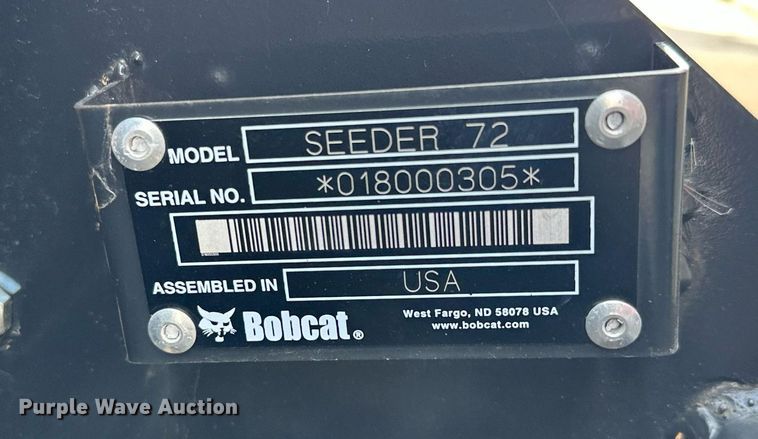 MODEL SEEDER 72
SERIAL NO. *018000305*
ASSEMBLED IN USA
Bobcat®
West Fargo, ND 58078 USA
www.bobcat.com
Purple Wave Auction